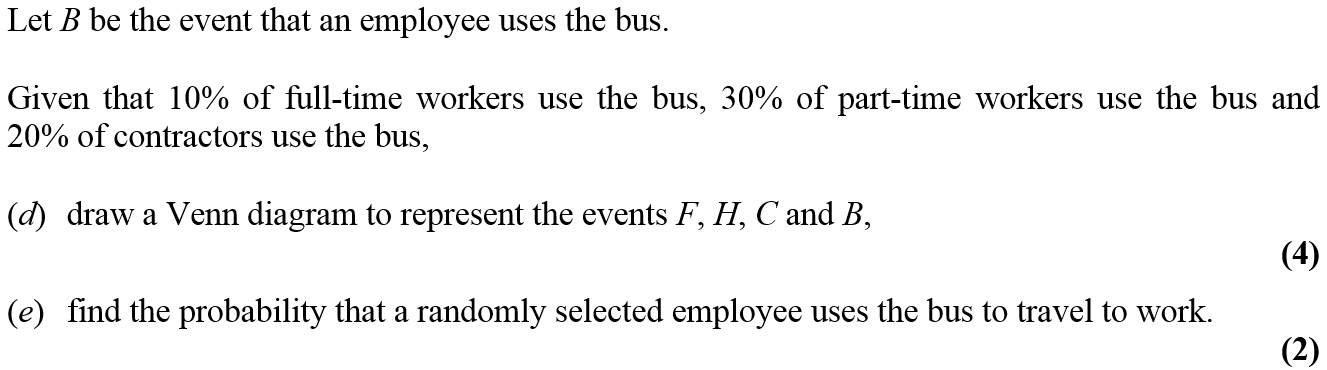 Let B be the event that an employee uses the bus.
Given that 10% of full-time workers use the bus, 30% of part-time workers use the bus and
20% of contractors use the bus,
(d) draw a Venn diagram to represent the events F, H, C and B,
(4)
(e) find the probability that a randomly selected employee uses the bus to travel to work.
(2)